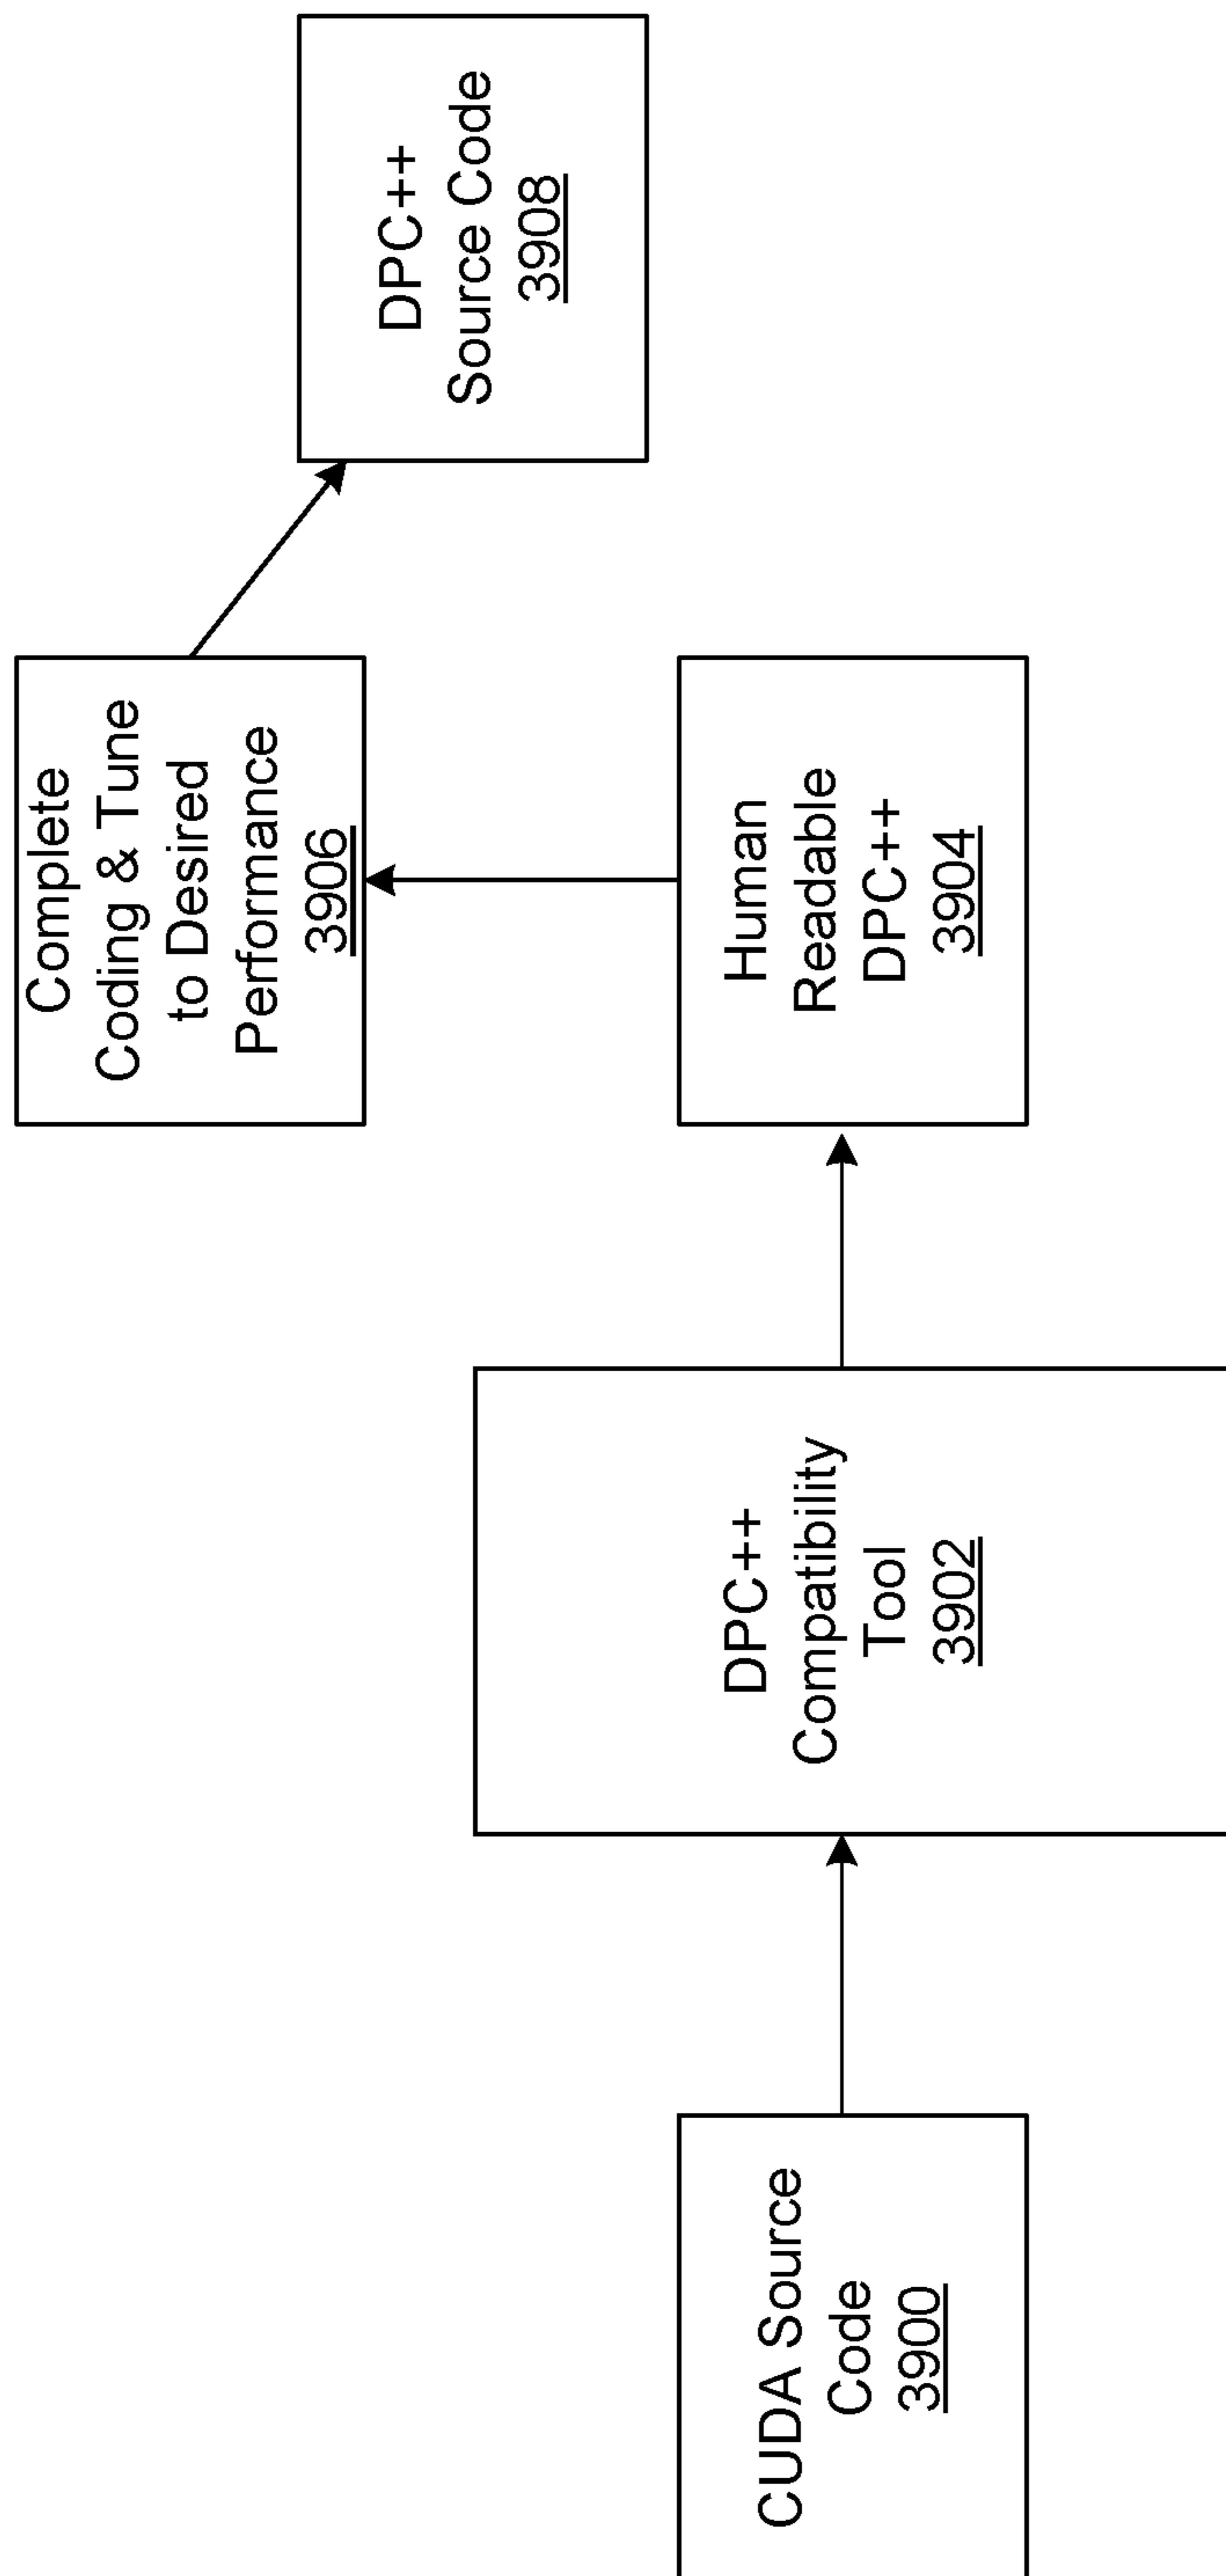 CUDA Source
Code
3900
DPC++
Compatibility
Tool
3902
Human
Readable
DPC++
3904
Complete
Coding & Tune
to Desired
Performance
3906
DPC++
Source Code
3908